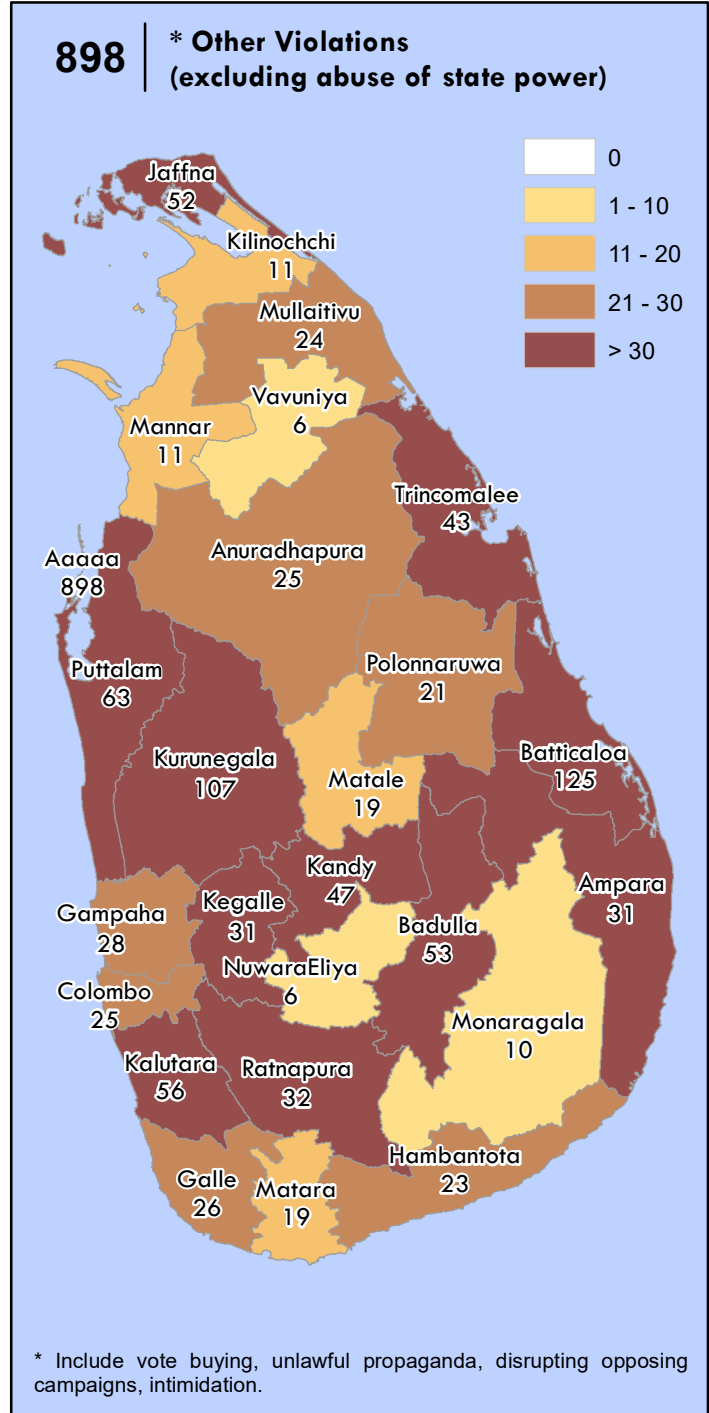 898
* Other Violations
(excluding abuse of state power)
0
1 - 10
11 - 20
21 - 30
> 30
Jaffna
52
Kilinochchi
11
Mullaitivu
24
Vavuniya
6
Mannar
11
Trincomalee
43
Anuradhapura
25
Aaaaa
898
Puttalam
63
Polonnaruwa
21
Kurunegala
107
Matale
19
Batticaloa
125
Kandy
47
Kegalle
31
Ampara
31
Gampaha
28
Badulla
53
NuwaraEliya
6
Colombo
25
Monaragala
10
Kalutara
56
Ratnapura
32
Hambantota
23
Galle
26
Matara
19
* Include vote buying, unlawful propaganda, disrupting opposing
campaigns, intimidation.